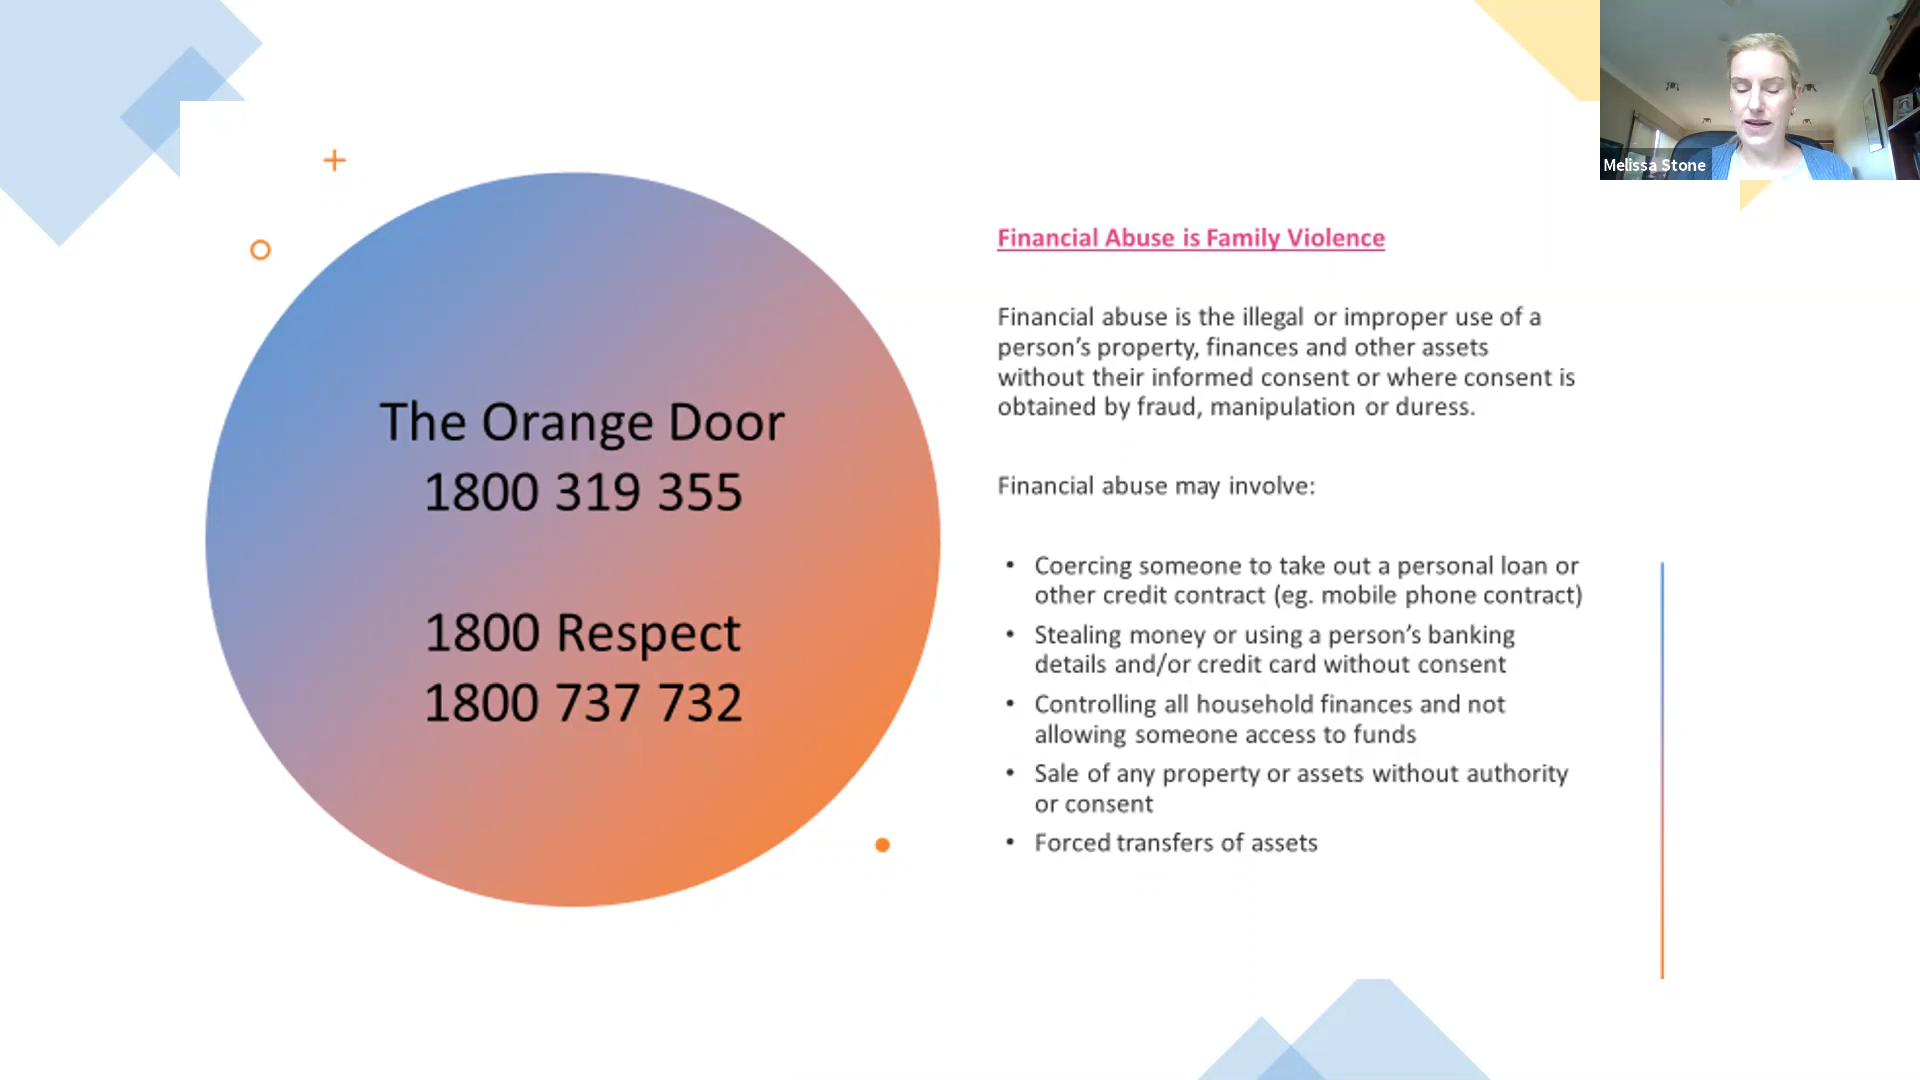 The Orange Door
1800 319 355
1800 Respect
1800 737 732
Financial Abuse is Family Violence
Financial abuse is the illegal or improper use of a
person’s property, finances and other assets
without their informed consent or where consent is
obtained by fraud, manipulation or duress.
Financial abuse may involve:
• Coercing someone to take out a personal loan or
other credit contract (eg. mobile phone contract)
• Stealing money or using a person’s banking
details and/or credit card without consent
• Controlling all household finances and not
allowing someone access to funds
• Sale of any property or assets without authority
or consent
• Forced transfers of assets
Melissa Stone